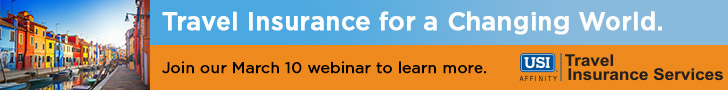 Travel Insurance for a Changing World.
Join our March 10 webinar to learn more.
USI
AFFINITY
Travel
Insurance Services